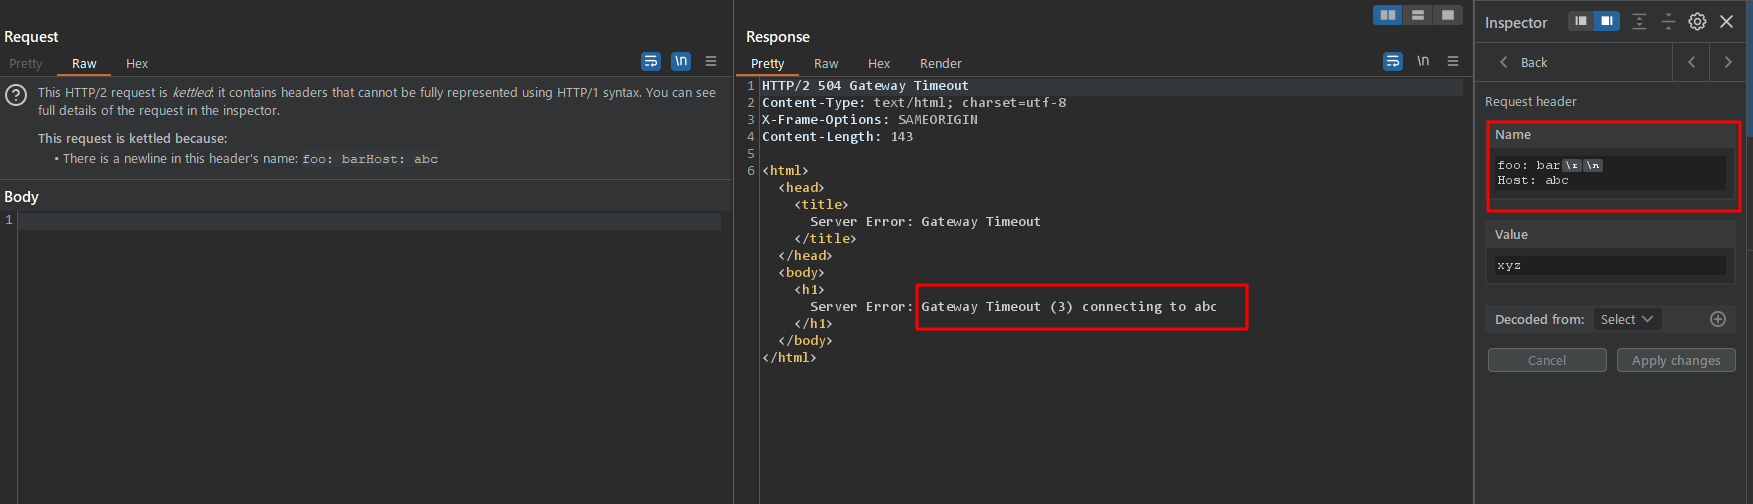 Request
Pretty Raw Hex
\n
This HTTP/2 request is kettled: it contains headers that cannot be fully represented using HTTP/1 syntax. You can see
full details of the request in the inspector.
This request is kettled because:
• There is a newline in this header's name: foo: barHost: abc
Body
1
Response
Pretty Raw Hex Render
\n
1 HTTP/2 504 Gateway Timeout
2 Content-Type: text/html; charset=utf-8
3 X-Frame-Options: SAMEORIGIN
4 Content-Length: 143
5
6 <html>
<head>
<title>
Server Error: Gateway Timeout
</title>
</head>
<body>
<h1>
Server Error: Gateway Timeout (3) connecting to abc
</h1>
</body>
</html>
Inspector
Back
Request header
Name
foo: bar\r\n
Host: abc
Value
xyz
Decoded from: Select
Cancel Apply changes